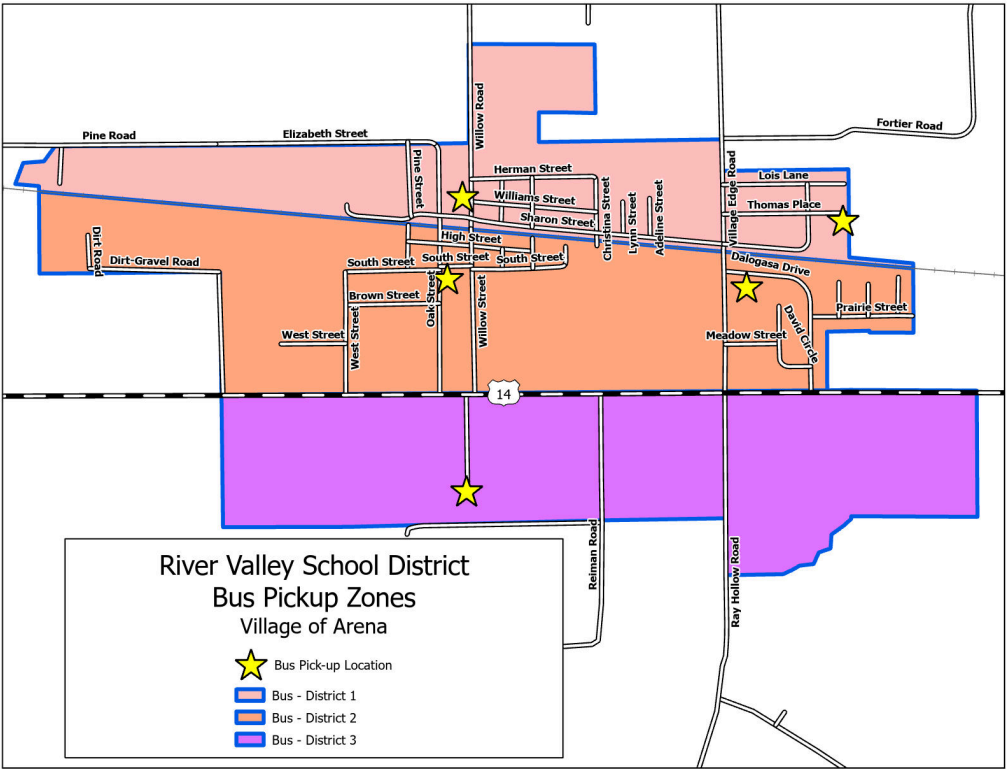 Pine Road
Elizabeth Street
Willow Road
Fortier Road
Pine Street
Herman Street
Williams Street
Sharon Street
High Street
Christina Street
Lynn Street
Adeline Street
Village Edge Road
Lois Lane
Thomas Place
Dirt Road
Dirt-Gravel Road
South Street
South Street
South Street
Dalogasa Drive
Brown Street
Oak Street
West Street
West Street
Willow Street
Prairie Street
Meadow Street
David Circle
14
Reiman Road
Ray Hollow Road
River Valley School District
Bus Pickup Zones
Village of Arena
Bus Pick-up Location
Bus - District 1
Bus - District 2
Bus - District 3